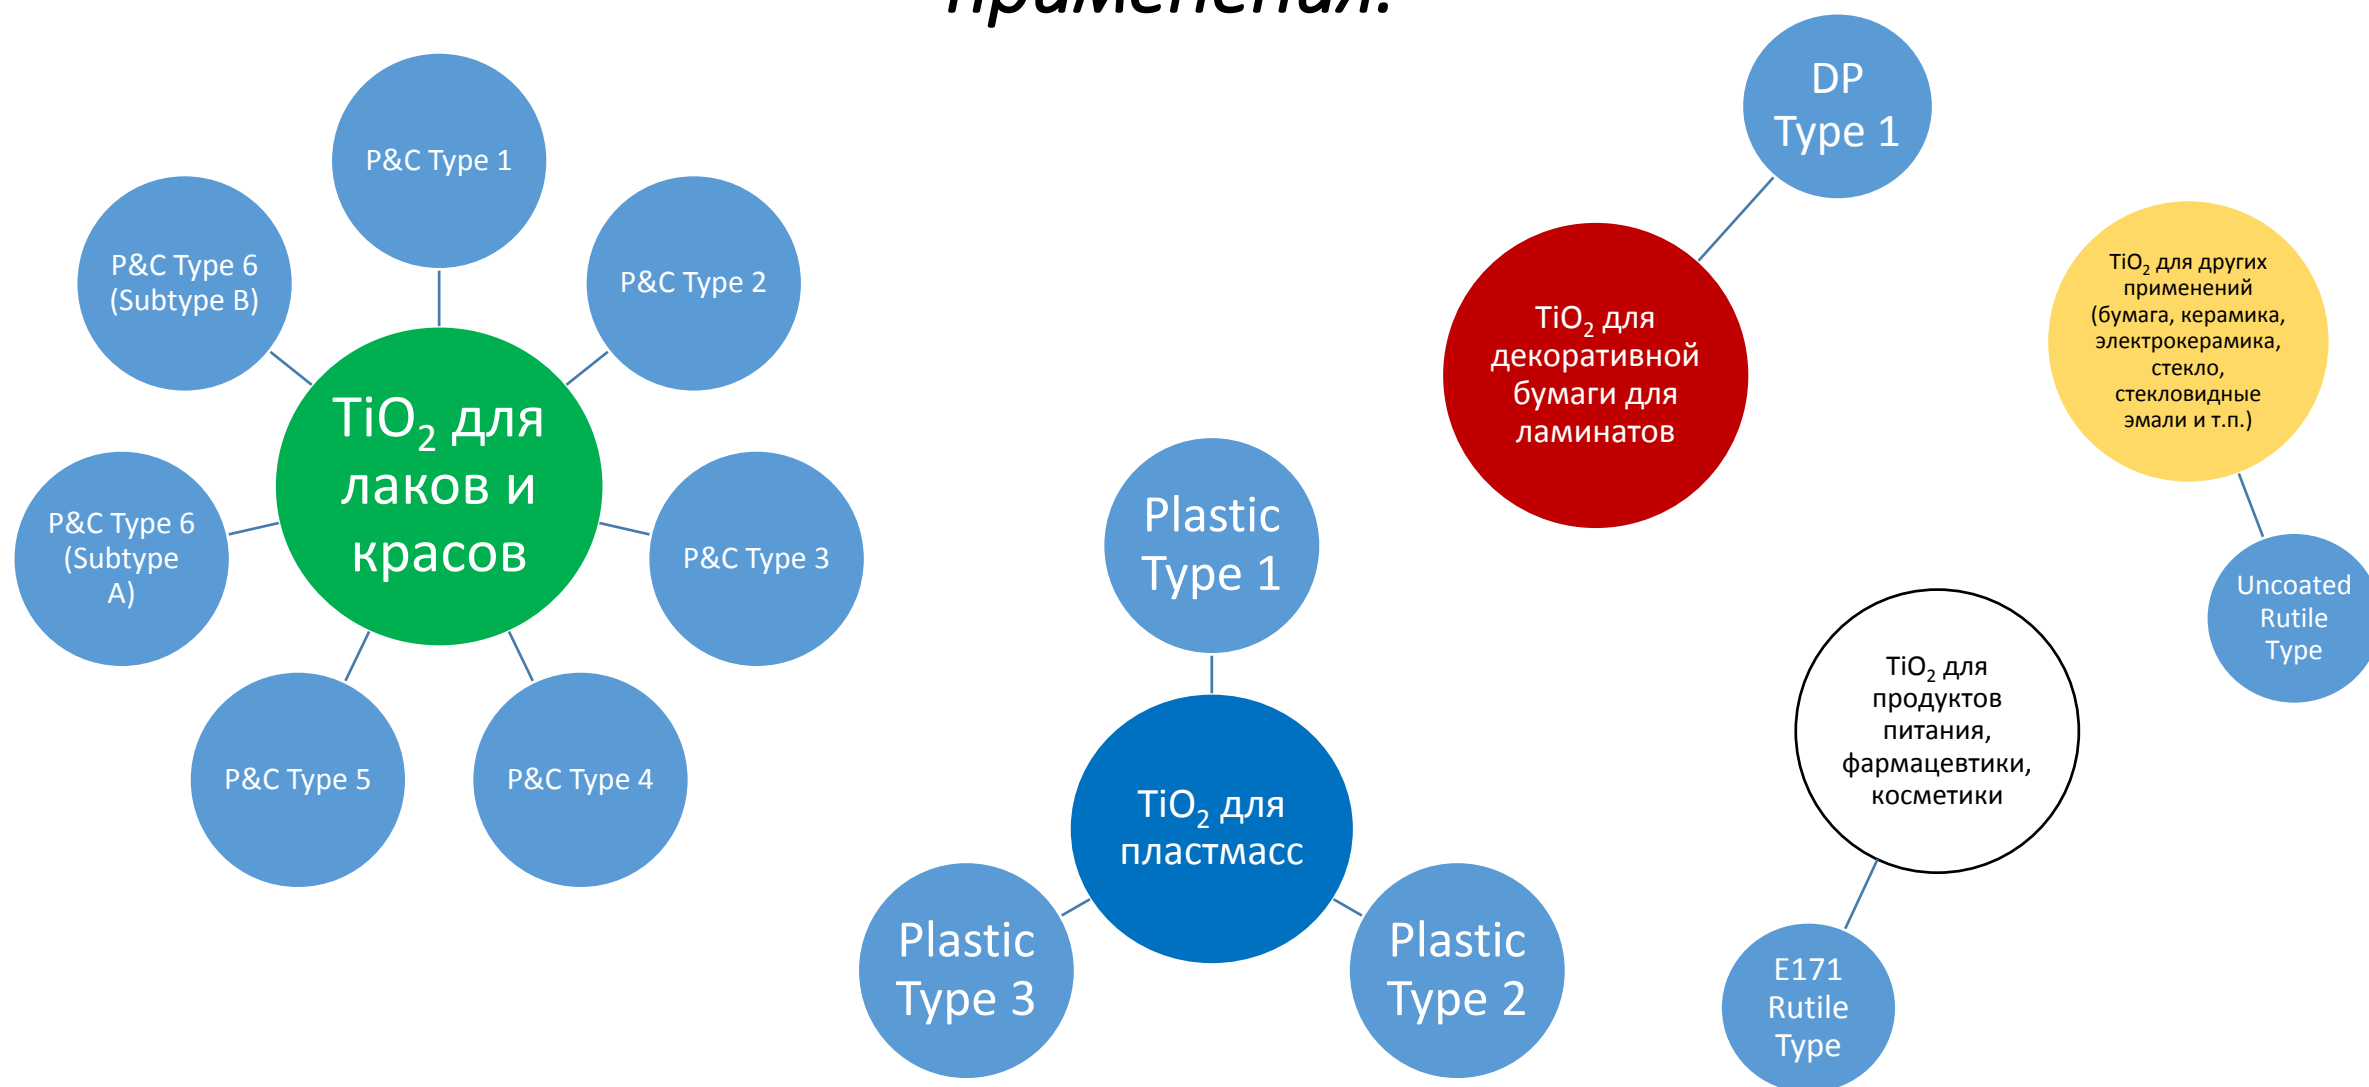 применения.
P&C Type 1
P&C Type 2
P&C Type 3
P&C Type 4
P&C Type 5
P&C Type 6
(Subtype
A)
P&C Type 6
(Subtype B)
TiO₂ для
лаков и
красов
Plastic
Type 1
TiO₂ для
пластмасс
Plastic
Type 2
Plastic
Type 3
DP
Type 1
TiO₂ для
декоративной
бумаги для
ламинатов
TiO₂ для других
применений
(бумага, керамика,
электрокерамика,
стекло,
стекловидные
эмали и т.п.)
Uncoated
Rutile
Type
TiO₂ для
продуктов
питания,
фармацевтики,
косметики
E171
Rutile
Type